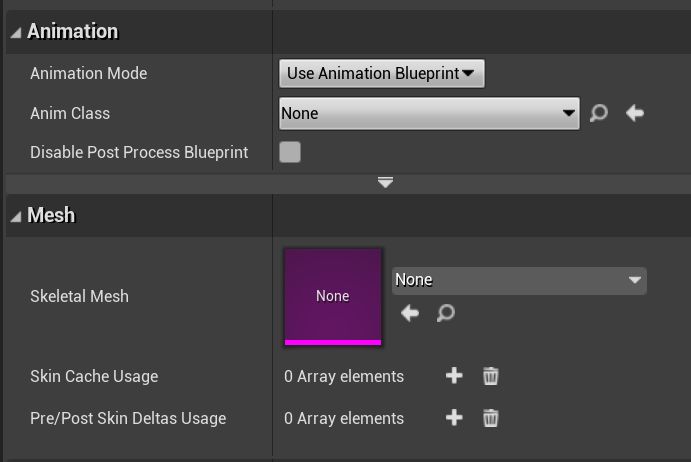 Animation
Animation Mode
Use Animation Blueprint
Anim Class
None
Disable Post Process Blueprint
Mesh
Skeletal Mesh
None
None
Skin Cache Usage
0 Array elements
Pre/Post Skin Deltas Usage
0 Array elements